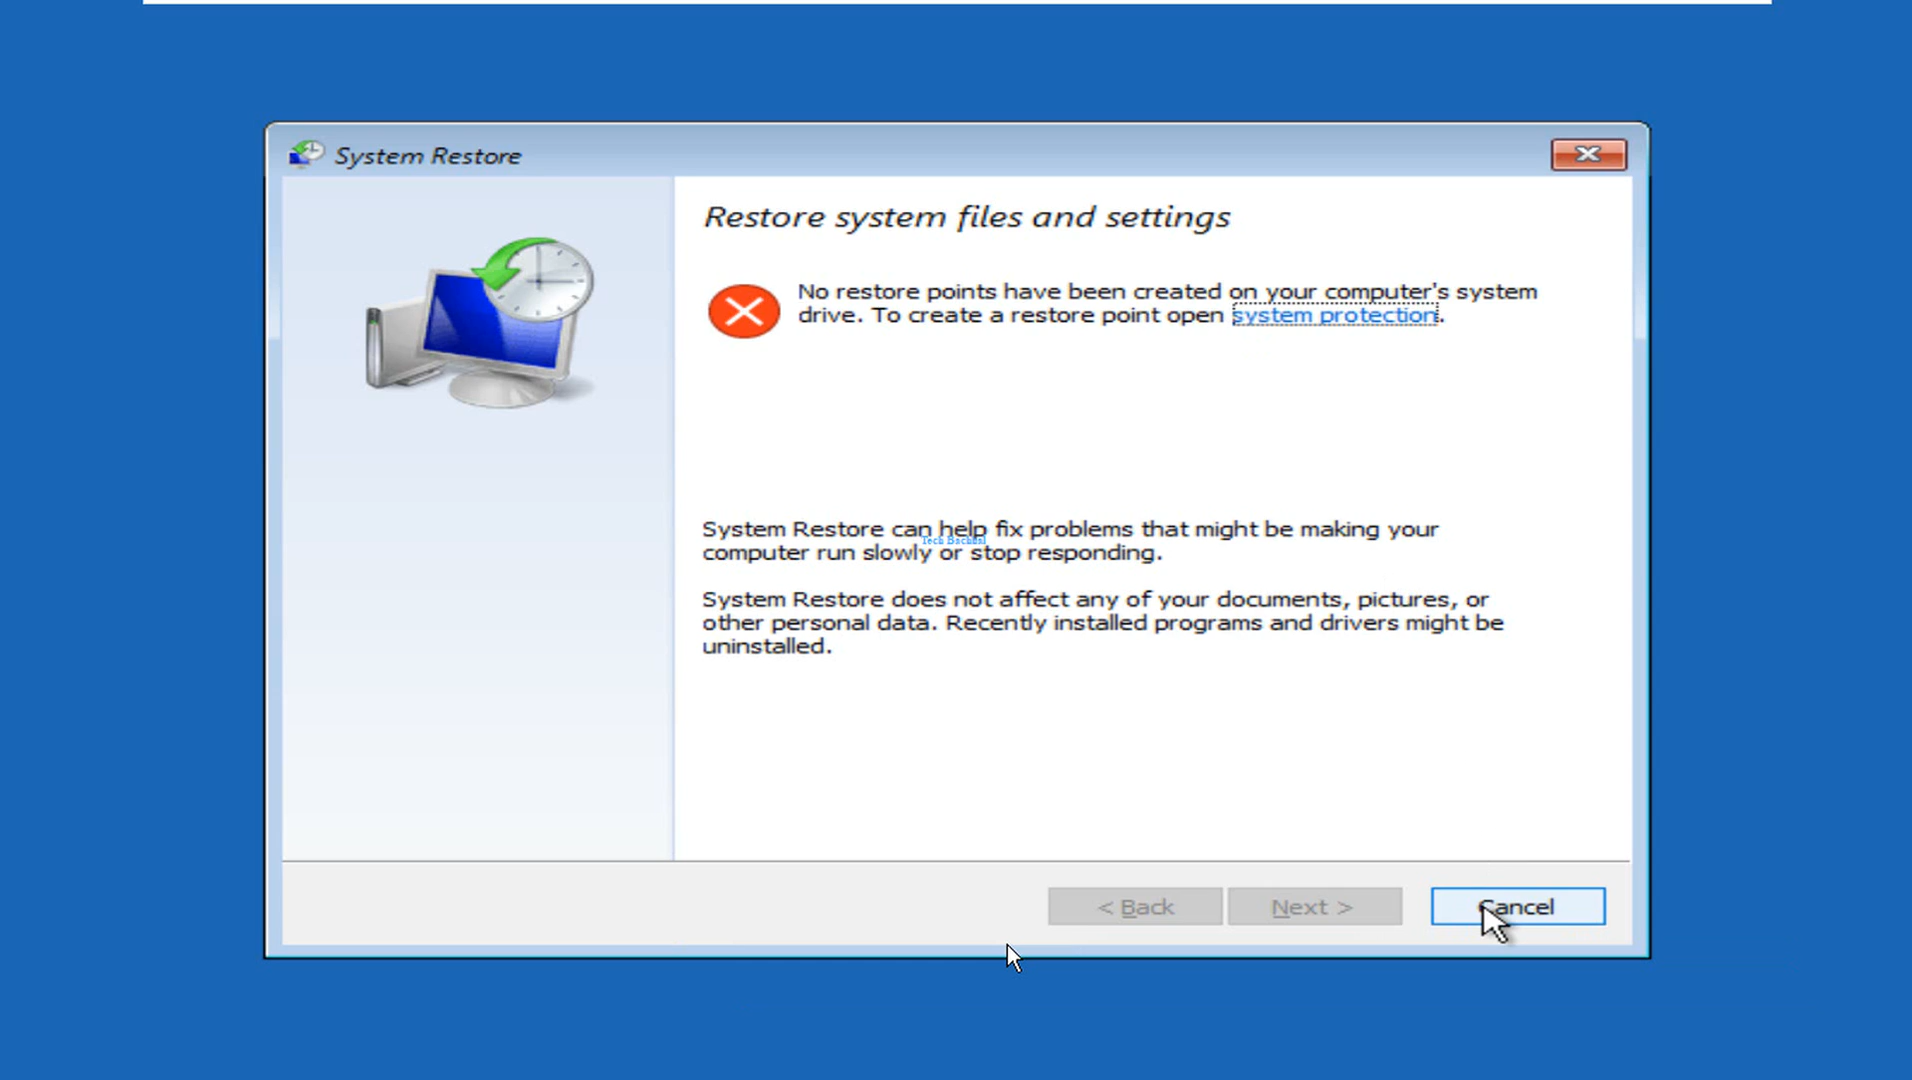 System Restore
Restore system files and settings
No restore points have been created on your computer's system
drive. To create a restore point open system protection.
System Restore can help fix problems that might be making your
computer run slowly or stop responding.
System Restore does not affect any of your documents, pictures, or
other personal data. Recently installed programs and drivers might be
uninstalled.
< Back
Next >
Cancel